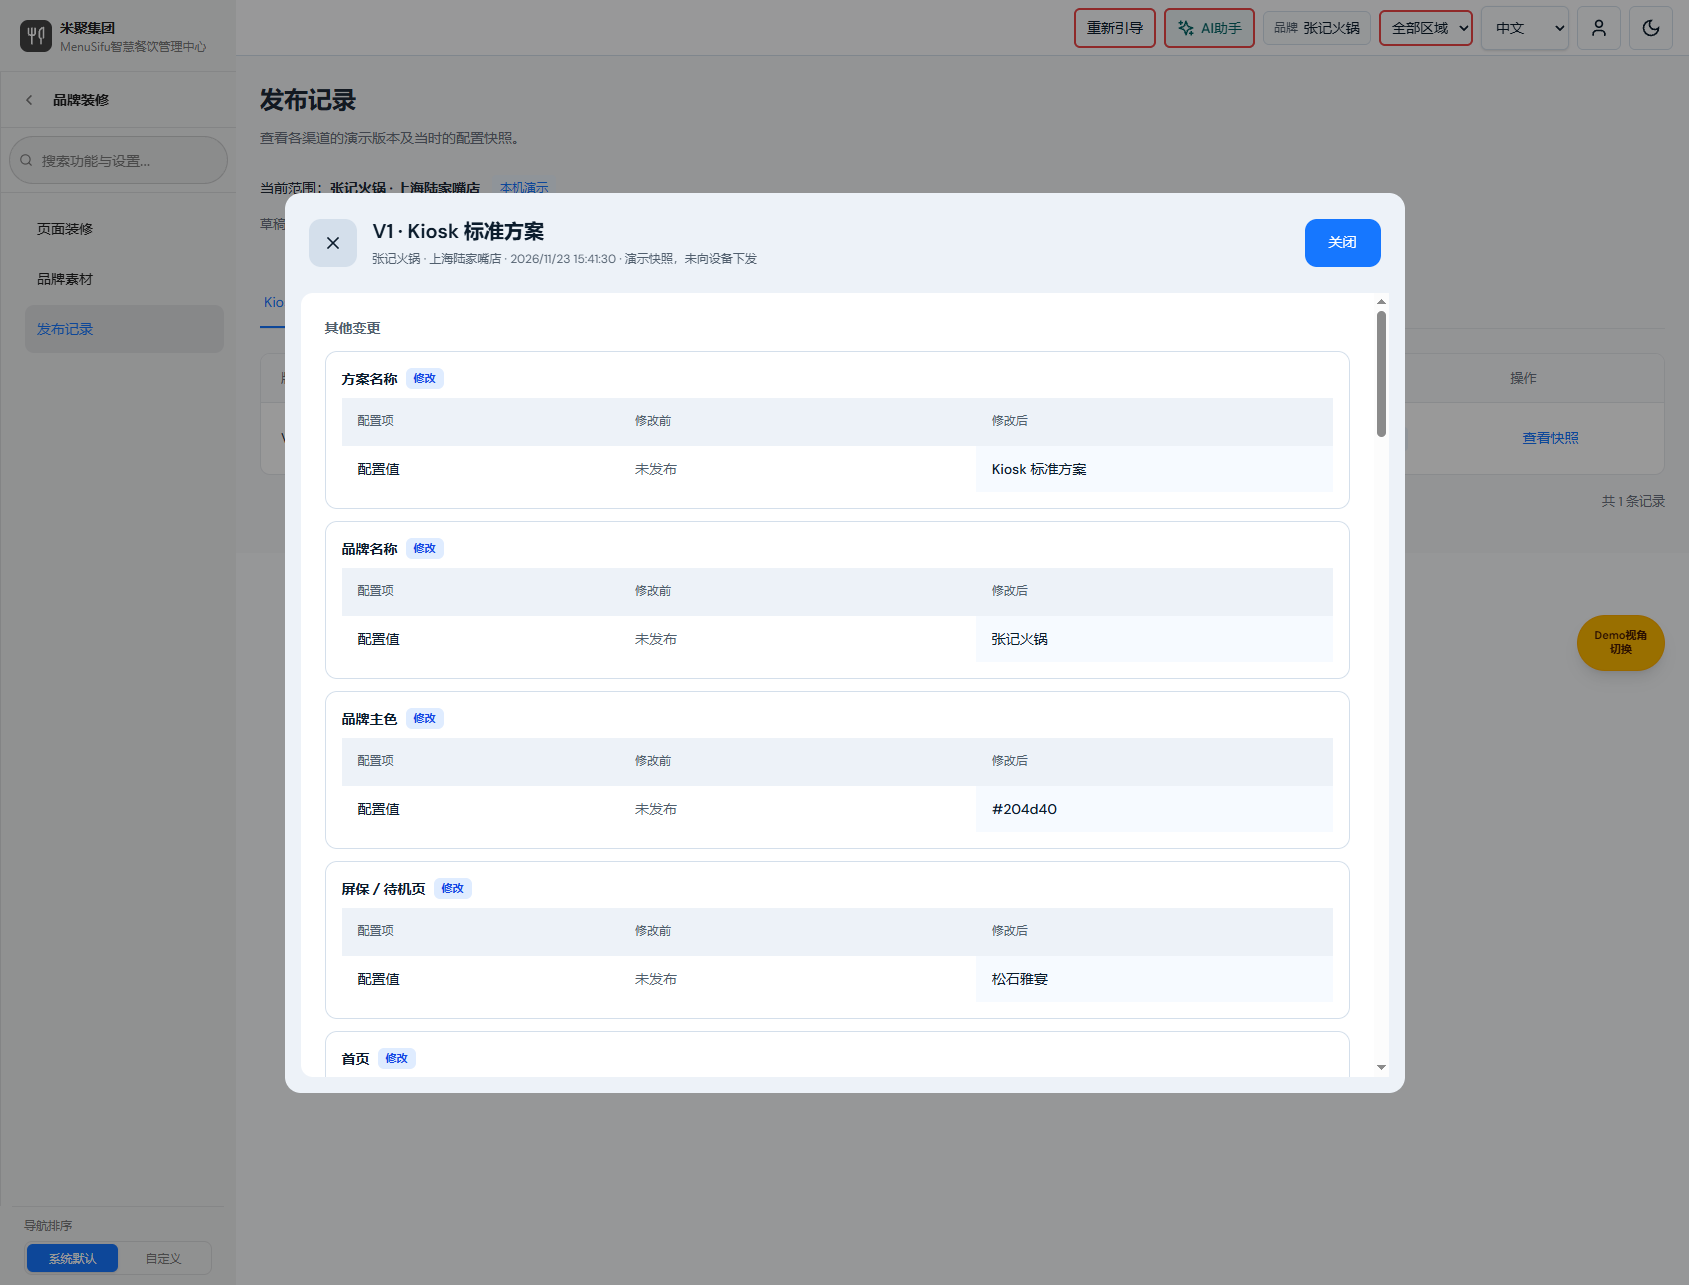 米聚集团
MenuSifu智慧餐饮管理中心
重新引导
AI助手
品牌 张记火锅
全部区域
中文
品牌装修
搜索功能与设置...
页面装修
品牌素材
发布记录
导航排序
系统默认
自定义
发布记录
查看各渠道的演示版本及当时的配置快照。
当前范围：张记火锅 · 上海陆家嘴店 本机演示
草稿
Kio
操作
查看快照
共 1 条记录
Demo视角
切换
V1 · Kiosk 标准方案
张记火锅 · 上海陆家嘴店 · 2026/11/23 15:41:30 · 演示快照，未向设备下发
关闭
其他变更
方案名称 修改
配置项 修改前 修改后
配置值 未发布 Kiosk 标准方案
品牌名称 修改
配置项 修改前 修改后
配置值 未发布 张记火锅
品牌主色 修改
配置项 修改前 修改后
配置值 未发布 #204d40
屏保 / 待机页 修改
配置项 修改前 修改后
配置值 未发布 松石雅宴
首页 修改